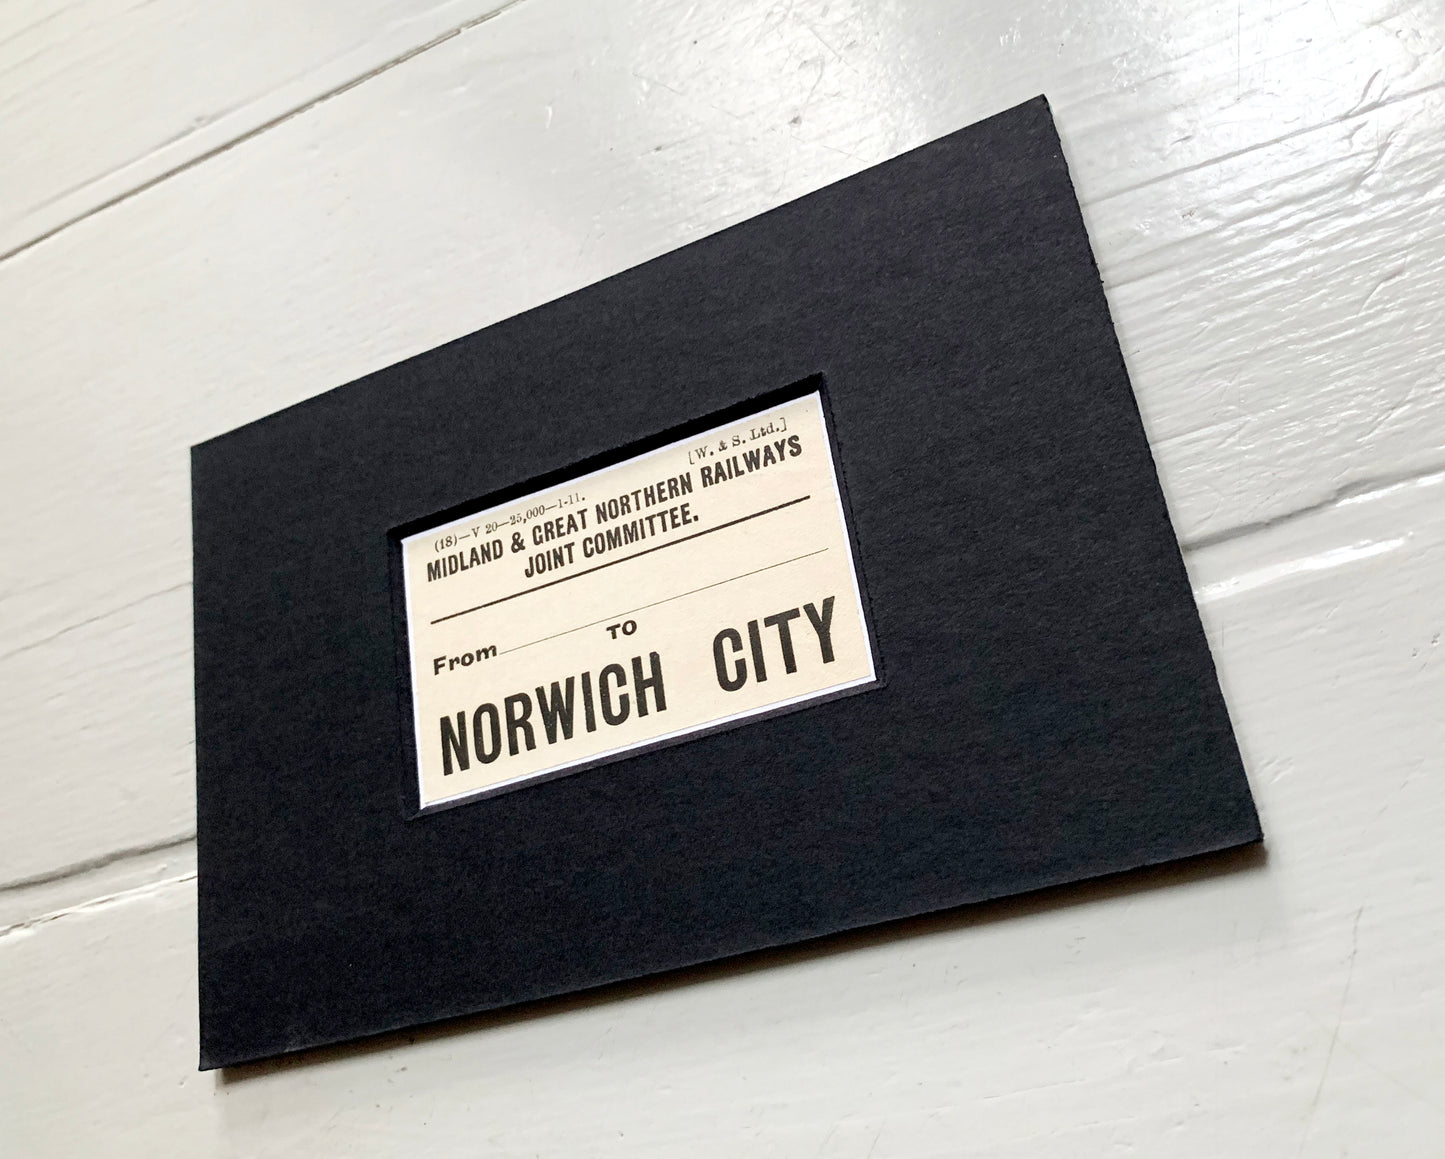 (18)—V 20—25,000—1-11. [W. & S. Ltd.]
MIDLAND & GREAT NORTHERN RAILWAYS
JOINT COMMITTEE.
From
TO
NORWICH CITY